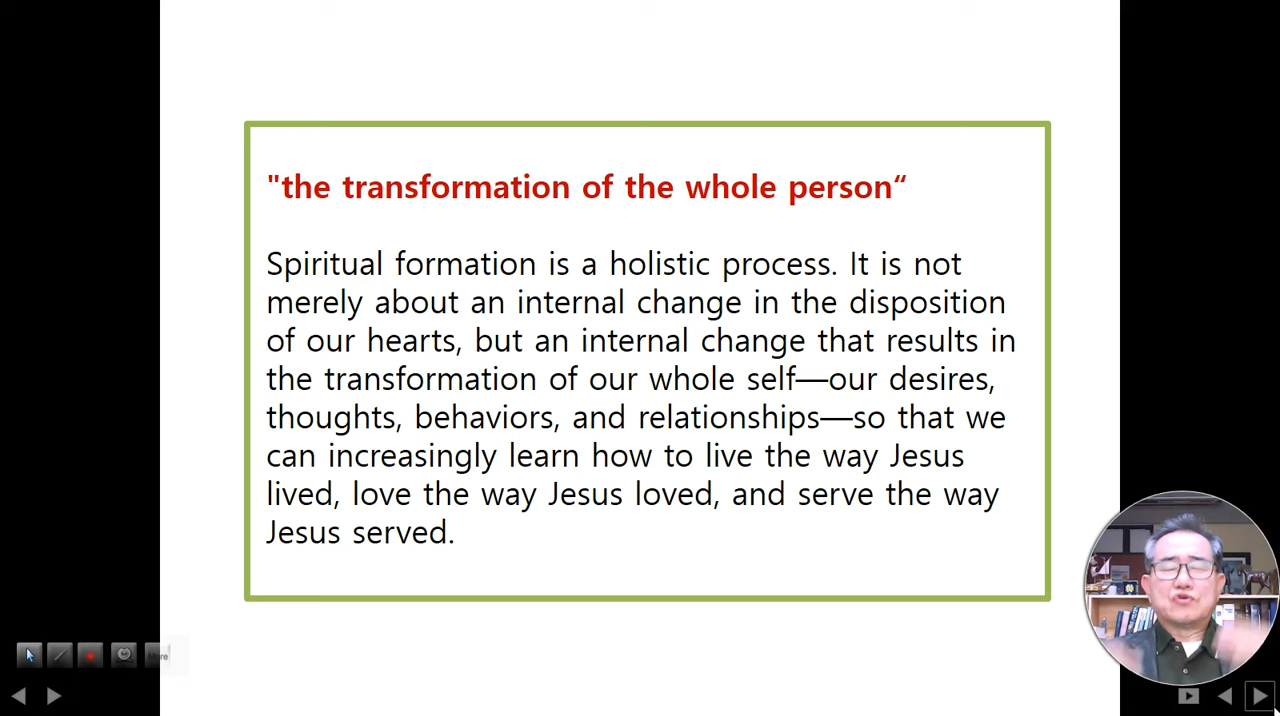 "the transformation of the whole person“
Spiritual formation is a holistic process. It is not
merely about an internal change in the disposition
of our hearts, but an internal change that results in
the transformation of our whole self—our desires,
thoughts, behaviors, and relationships—so that we
can increasingly learn how to live the way Jesus
lived, love the way Jesus loved, and serve the way
Jesus served.
More